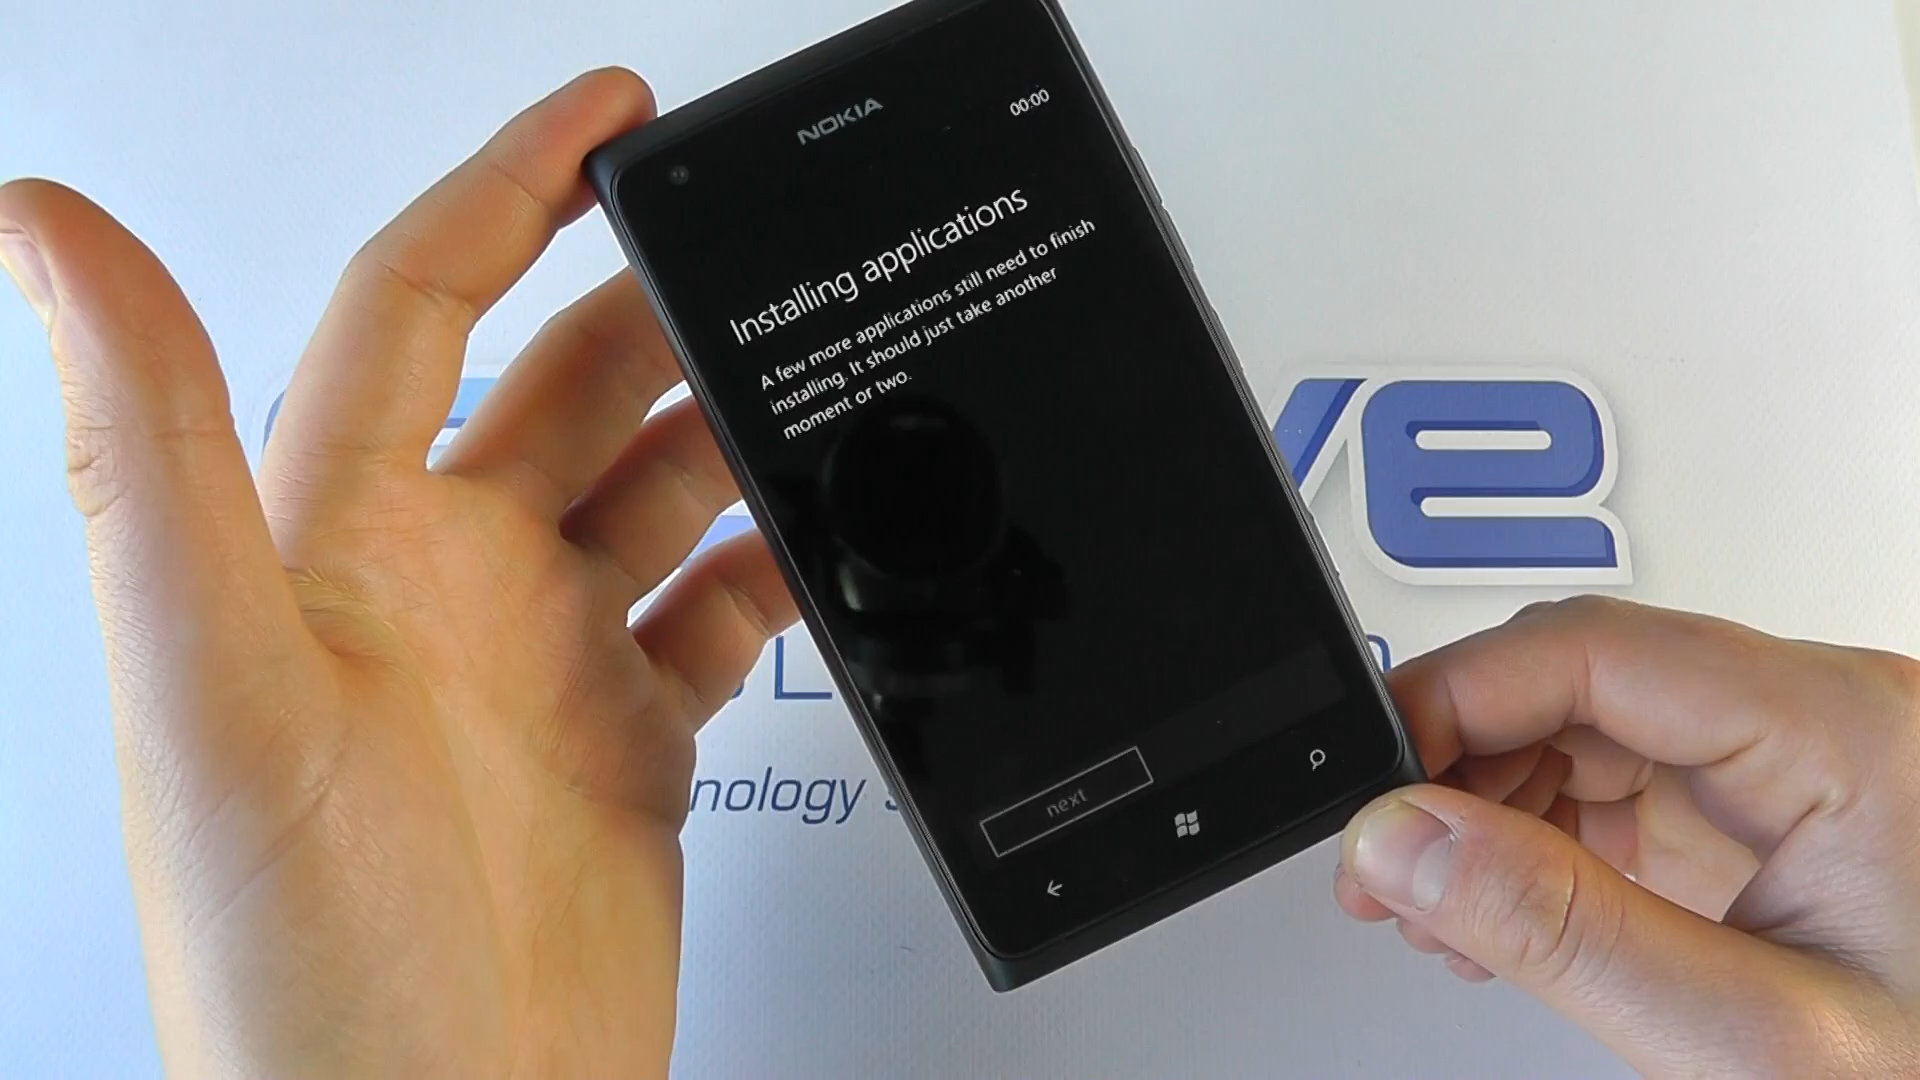 NOKIA
00:00
Installing applications
A few more applications still need to finish
installing. It should just take another
moment or two.
next